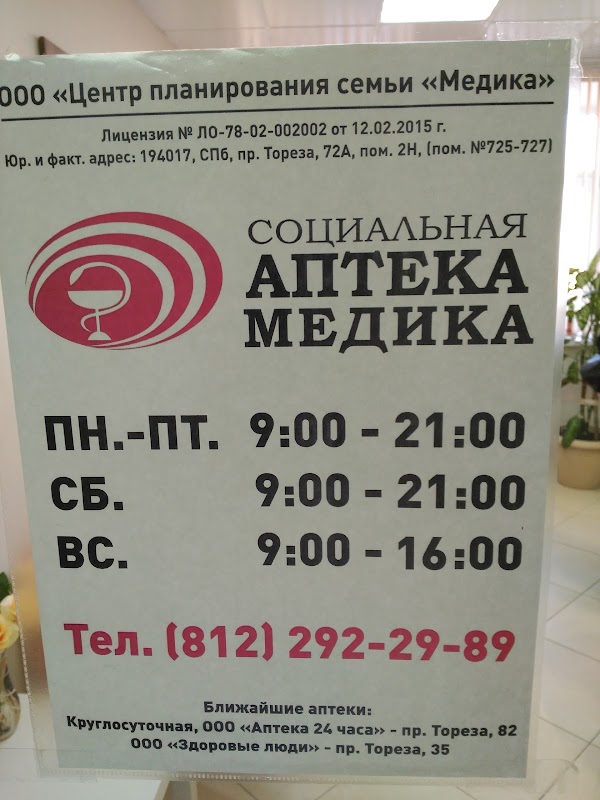 ООО «Центр планирования семьи «Медика»
Лицензия № ЛО-78-02-002002 от 12.02.2015 г.
Юр. и факт. адрес: 194017, СПб, пр. Тореза, 72А, пом. 2Н, (пом. №725-727)
СОЦИАЛЬНАЯ
АПТЕКА
МЕДИКА
ПН.-ПТ. 9:00 - 21:00
СБ. 9:00 - 21:00
ВС. 9:00 - 16:00
Тел. (812) 292-29-89
Ближайшие аптеки:
Круглосуточная, ООО «Аптека 24 часа» - пр. Тореза, 82
ООО «Здоровые люди» - пр. Тореза, 35